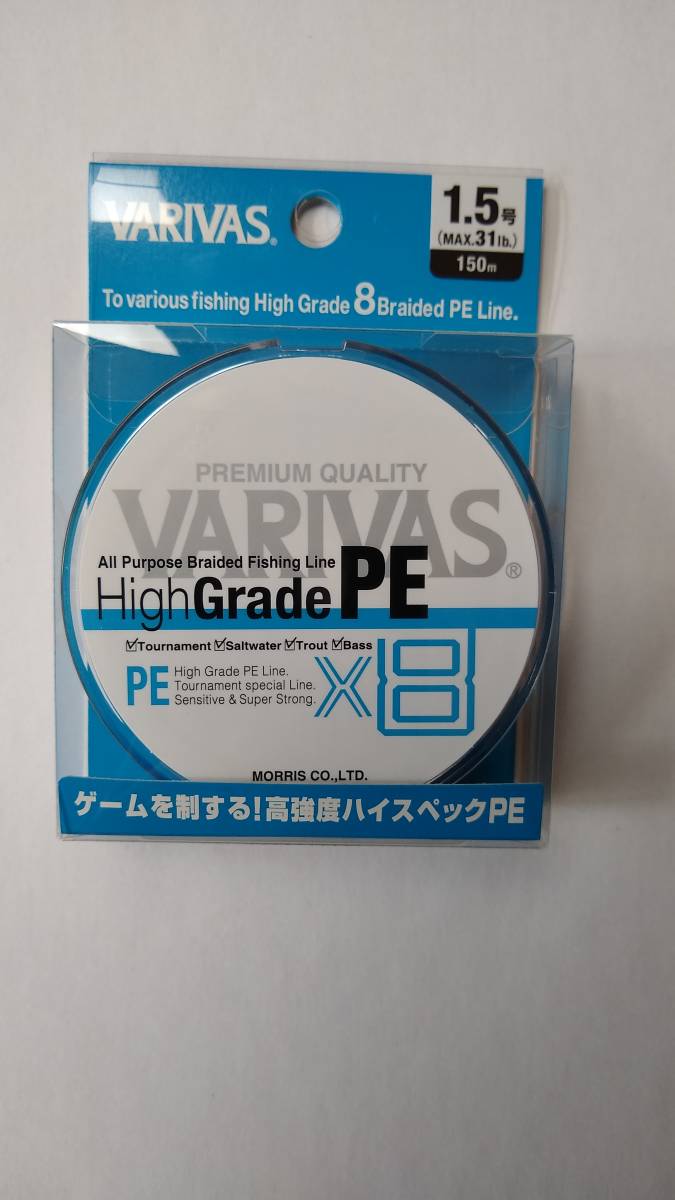 VARIVAS®
1.5号
(MAX.31lb.)
150m
To various fishing High Grade 8 Braided PE Line.
PREMIUM QUALITY
VARIVAS®
All Purpose Braided Fishing Line
HighGrade PE
☑Tournament ☑Saltwater ☑Trout ☑Bass
PE
High Grade PE Line.
Tournament special Line.
Sensitive & Super Strong.
X8
MORRIS CO.,LTD.
ゲームを制する!高強度ハイスペックPE